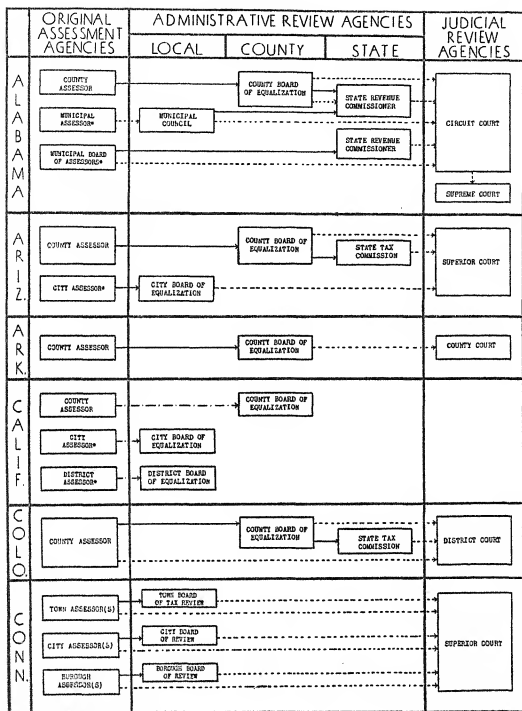 ORIGINAL
ASSESSMENT
AGENCIES
ADMINISTRATIVE REVIEW AGENCIES
LOCAL
COUNTY
STATE
JUDICIAL
REVIEW
AGENCIES
ALABAMA
COUNTY
ASSESSOR
COUNTY BOARD
OF EQUALIZATION
STATE REVENUE
COMMISSIONER
MUNICIPAL
ASSESSOR*
MUNICIPAL
COUNCIL
CIRCUIT COURT
MUNICIPAL BOARD
OF ASSESSORS*
STATE REVENUE
COMMISSIONER
SUPREME COURT
ARIZ.
COUNTY ASSESSOR
COUNTY BOARD OF
EQUALIZATION
STATE TAX
COMMISSION
SUPERIOR COURT
CITY ASSESSOR*
CITY BOARD OF
EQUALIZATION
ARK.
COUNTY ASSESSOR
COUNTY BOARD OF
EQUALIZATION
COUNTY COURT
CALIF.
COUNTY
ASSESSOR
COUNTY BOARD OF
EQUALIZATION
CITY
ASSESSOR*
CITY BOARD OF
EQUALIZATION
DISTRICT
ASSESSOR*
DISTRICT BOARD
OF EQUALIZATION
COLO.
COUNTY ASSESSOR
COUNTY BOARD OF
EQUALIZATION
STATE TAX
COMMISSION
DISTRICT COURT
CONN.
TOWN ASSESSOR(S)
TOWN BOARD
OF TAX REVIEW
CITY ASSESSOR(S)
CITY BOARD
OF REVIEW
SUPERIOR COURT
BOROUGH
ASSESSOR(S)
BOROUGH BOARD
OF REVIEW